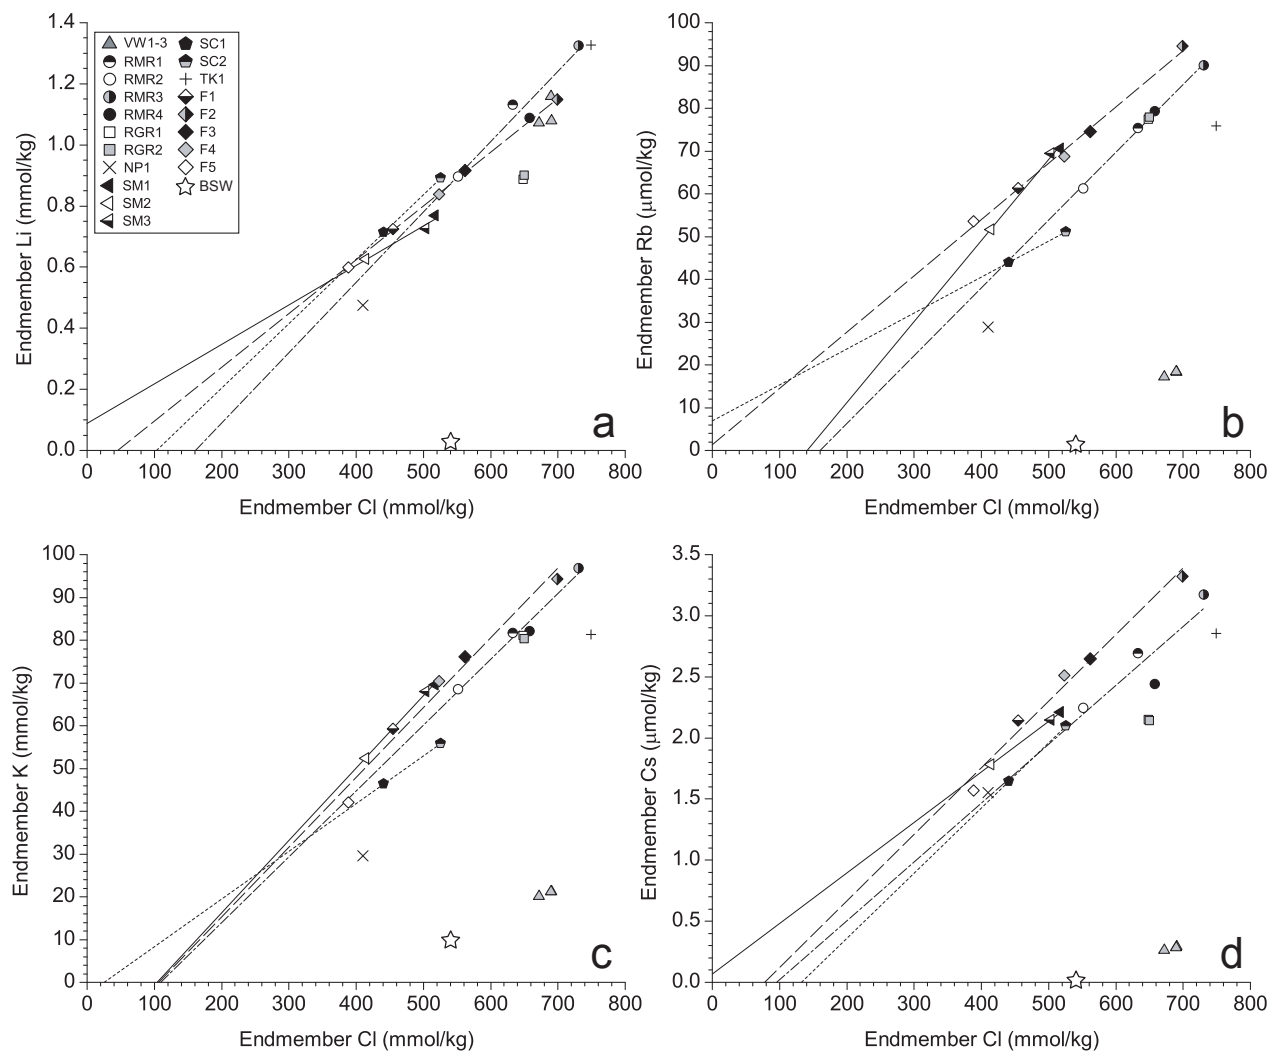 1.4
1.2
1.0
0.8
0.6
0.4
0.2
0.0
Endmember Li (mmol/kg)
VW1-3
RMR1
RMR2
RMR3
RMR4
RGR1
RGR2
NP1
SM1
SM2
SM3
SC1
SC2
TK1
F1
F2
F3
F4
F5
BSW
a
0 100 200 300 400 500 600 700 800
Endmember Cl (mmol/kg)
100
90
80
70
60
50
40
30
20
10
0
Endmember Rb (μmol/kg)
b
0 100 200 300 400 500 600 700 800
Endmember Cl (mmol/kg)
100
90
80
70
60
50
40
30
20
10
0
Endmember K (mmol/kg)
c
0 100 200 300 400 500 600 700 800
Endmember Cl (mmol/kg)
3.5
3.0
2.5
2.0
1.5
1.0
0.5
0.0
Endmember Cs (μmol/kg)
d
0 100 200 300 400 500 600 700 800
Endmember Cl (mmol/kg)